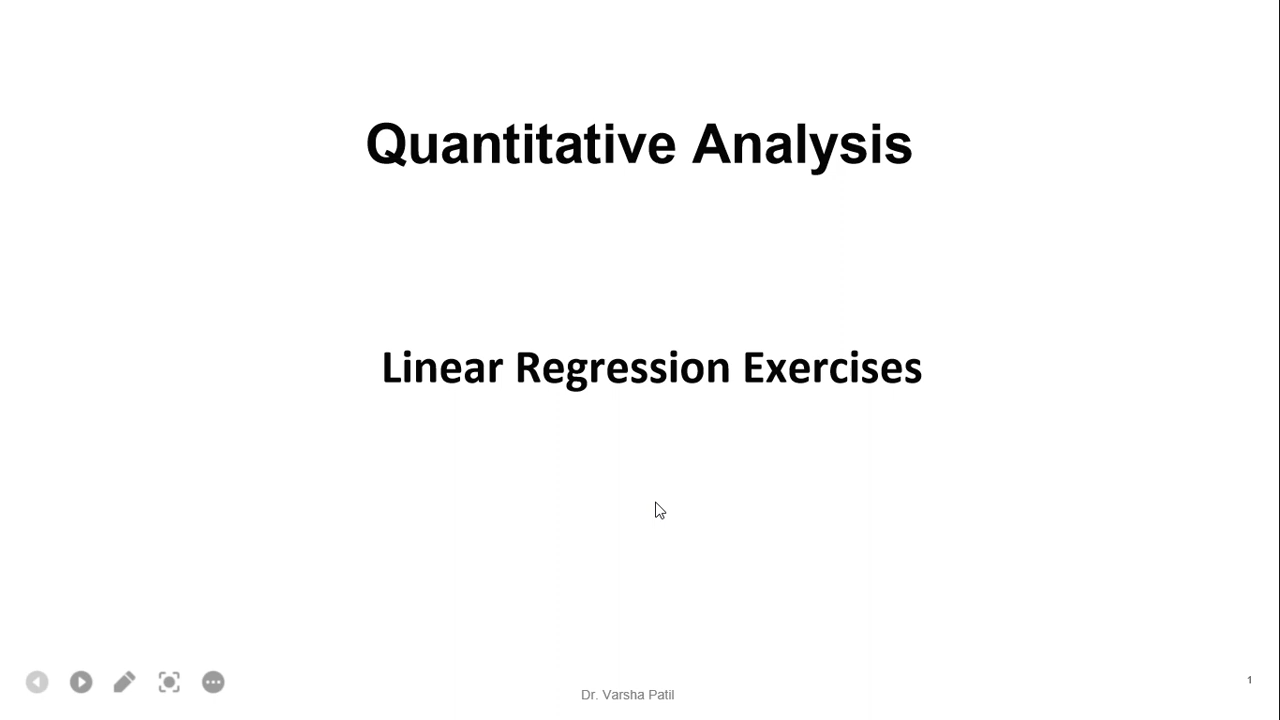 Quantitative Analysis
Linear Regression Exercises
Dr. Varsha Patil
1